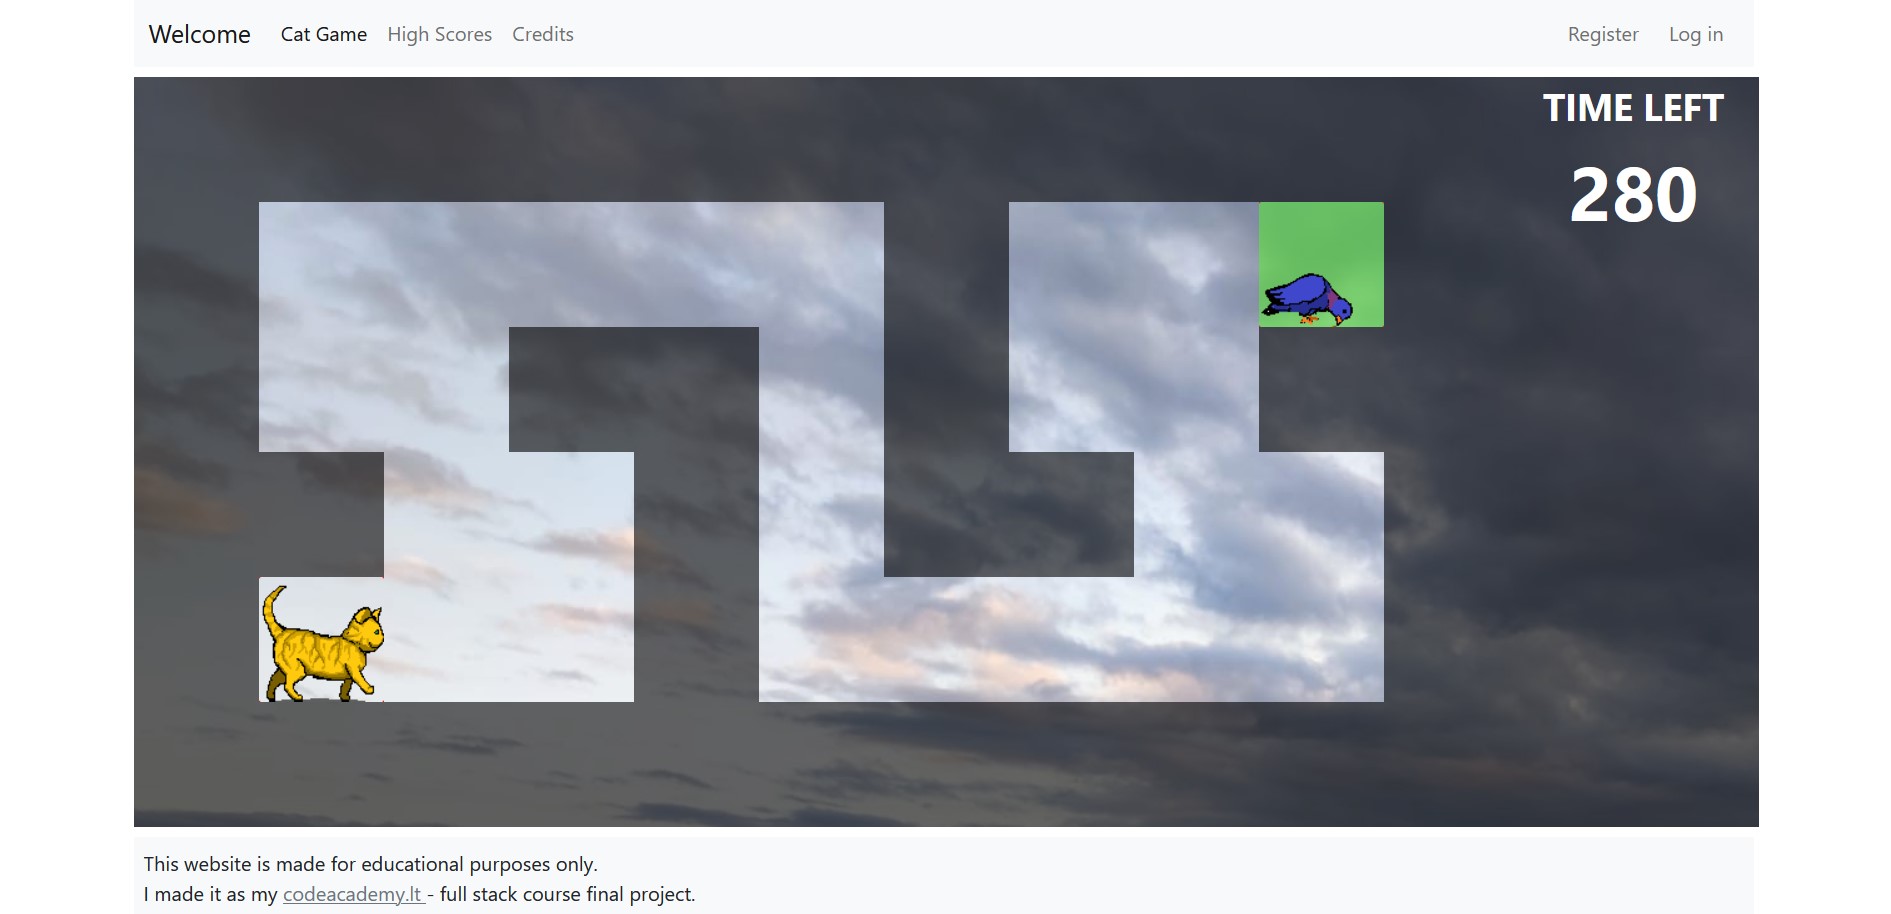 Welcome Cat Game High Scores Credits Register Log in
TIME LEFT
280
This website is made for educational purposes only.
I made it as my codeacademy.lt - full stack course final project.